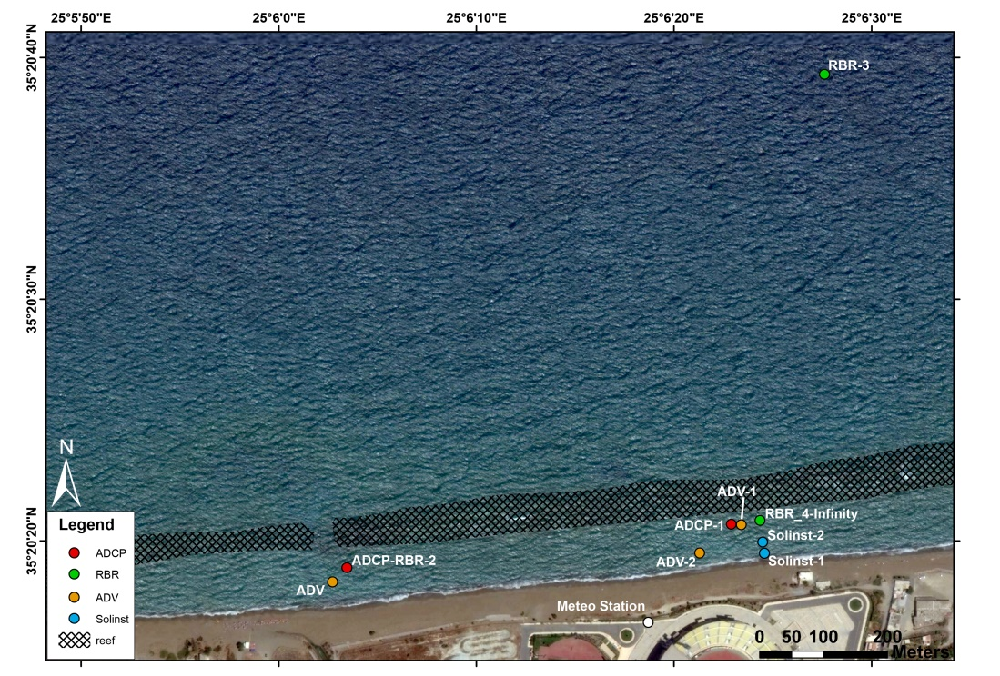 25°5'50"E 25°6'0"E 25°6'10"E 25°6'20"E 25°6'30"E
35°20'40"N
RBR-3
35°20'30"N
N
ADV-1
RBR_4-Infinity
ADCP-1
35°20'20"N
Solinst-2
ADCP-RBR-2
ADV-2
Solinst-1
ADV
Meteo Station
Legend
ADCP
RBR
ADV
Solinst
reef
0 50 100 200
Meters